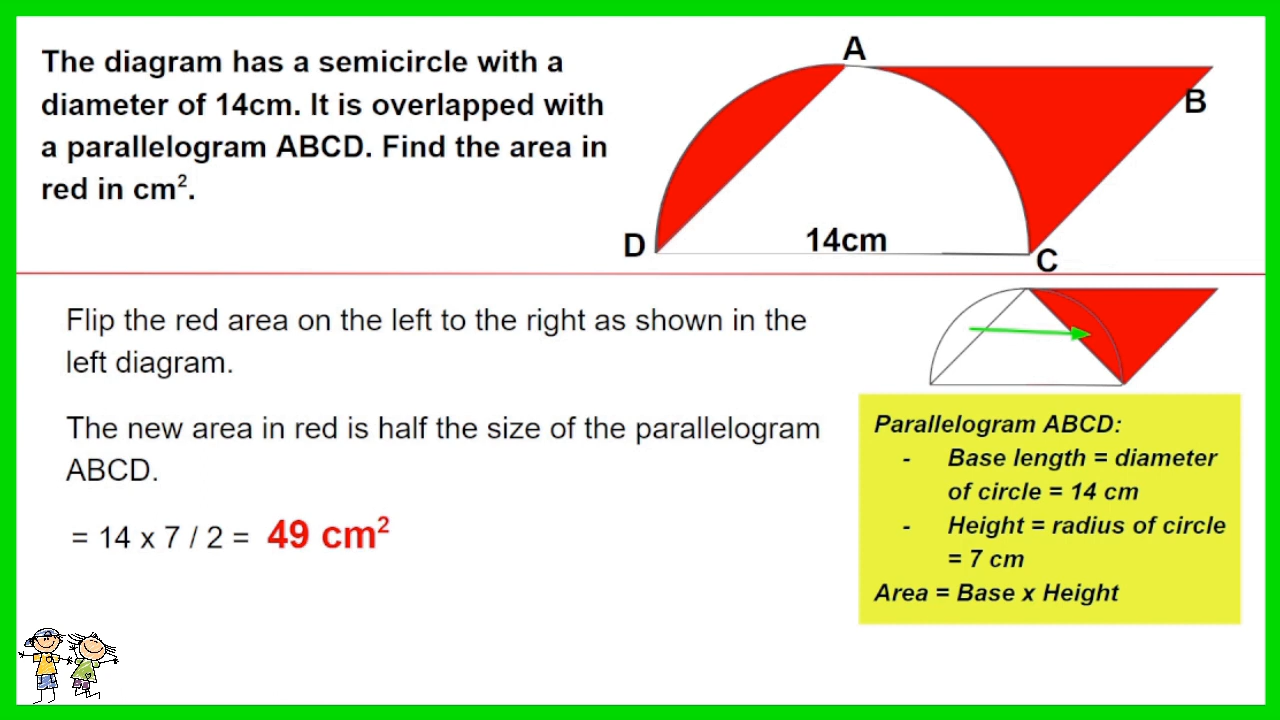 The diagram has a semicircle with a
diameter of 14cm. It is overlapped with
a parallelogram ABCD. Find the area in
red in cm².
A
B
D
14cm
C
Flip the red area on the left to the right as shown in the
left diagram.
The new area in red is half the size of the parallelogram
ABCD.
= 14 x 7 / 2 = 49 cm²
Parallelogram ABCD:
- Base length = diameter
of circle = 14 cm
- Height = radius of circle
= 7 cm
Area = Base x Height